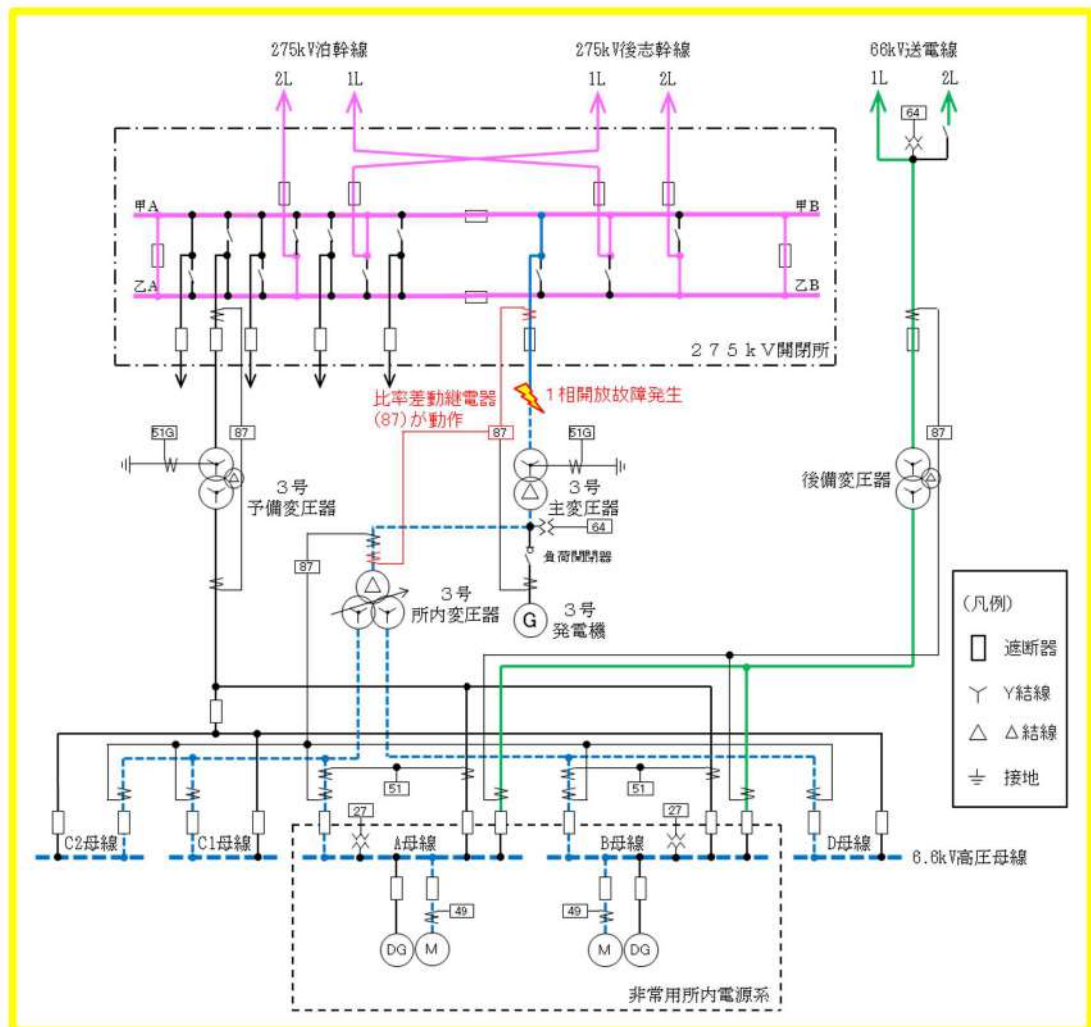 275kV泊幹線
275kV後志幹線
66kV送電線
2L
1L
1L
2L
1L
2L
64
甲A
甲B
乙A
乙B
275kV開閉所
比率差動継電器
(87)が動作
1相開放故障発生
51G
87
87
51G
87
3号
予備変圧器
3号
主変圧器
後備変圧器
64
87
負荷開閉器
3号
所内変圧器
G
3号
発電機
(凡例)
遮断器
Y結線
△結線
接地
51
51
27
27
C2母線
C1母線
A母線
B母線
D母線
6.6kV高圧母線
49
49
DG
M
M
DG
非常用所内電源系